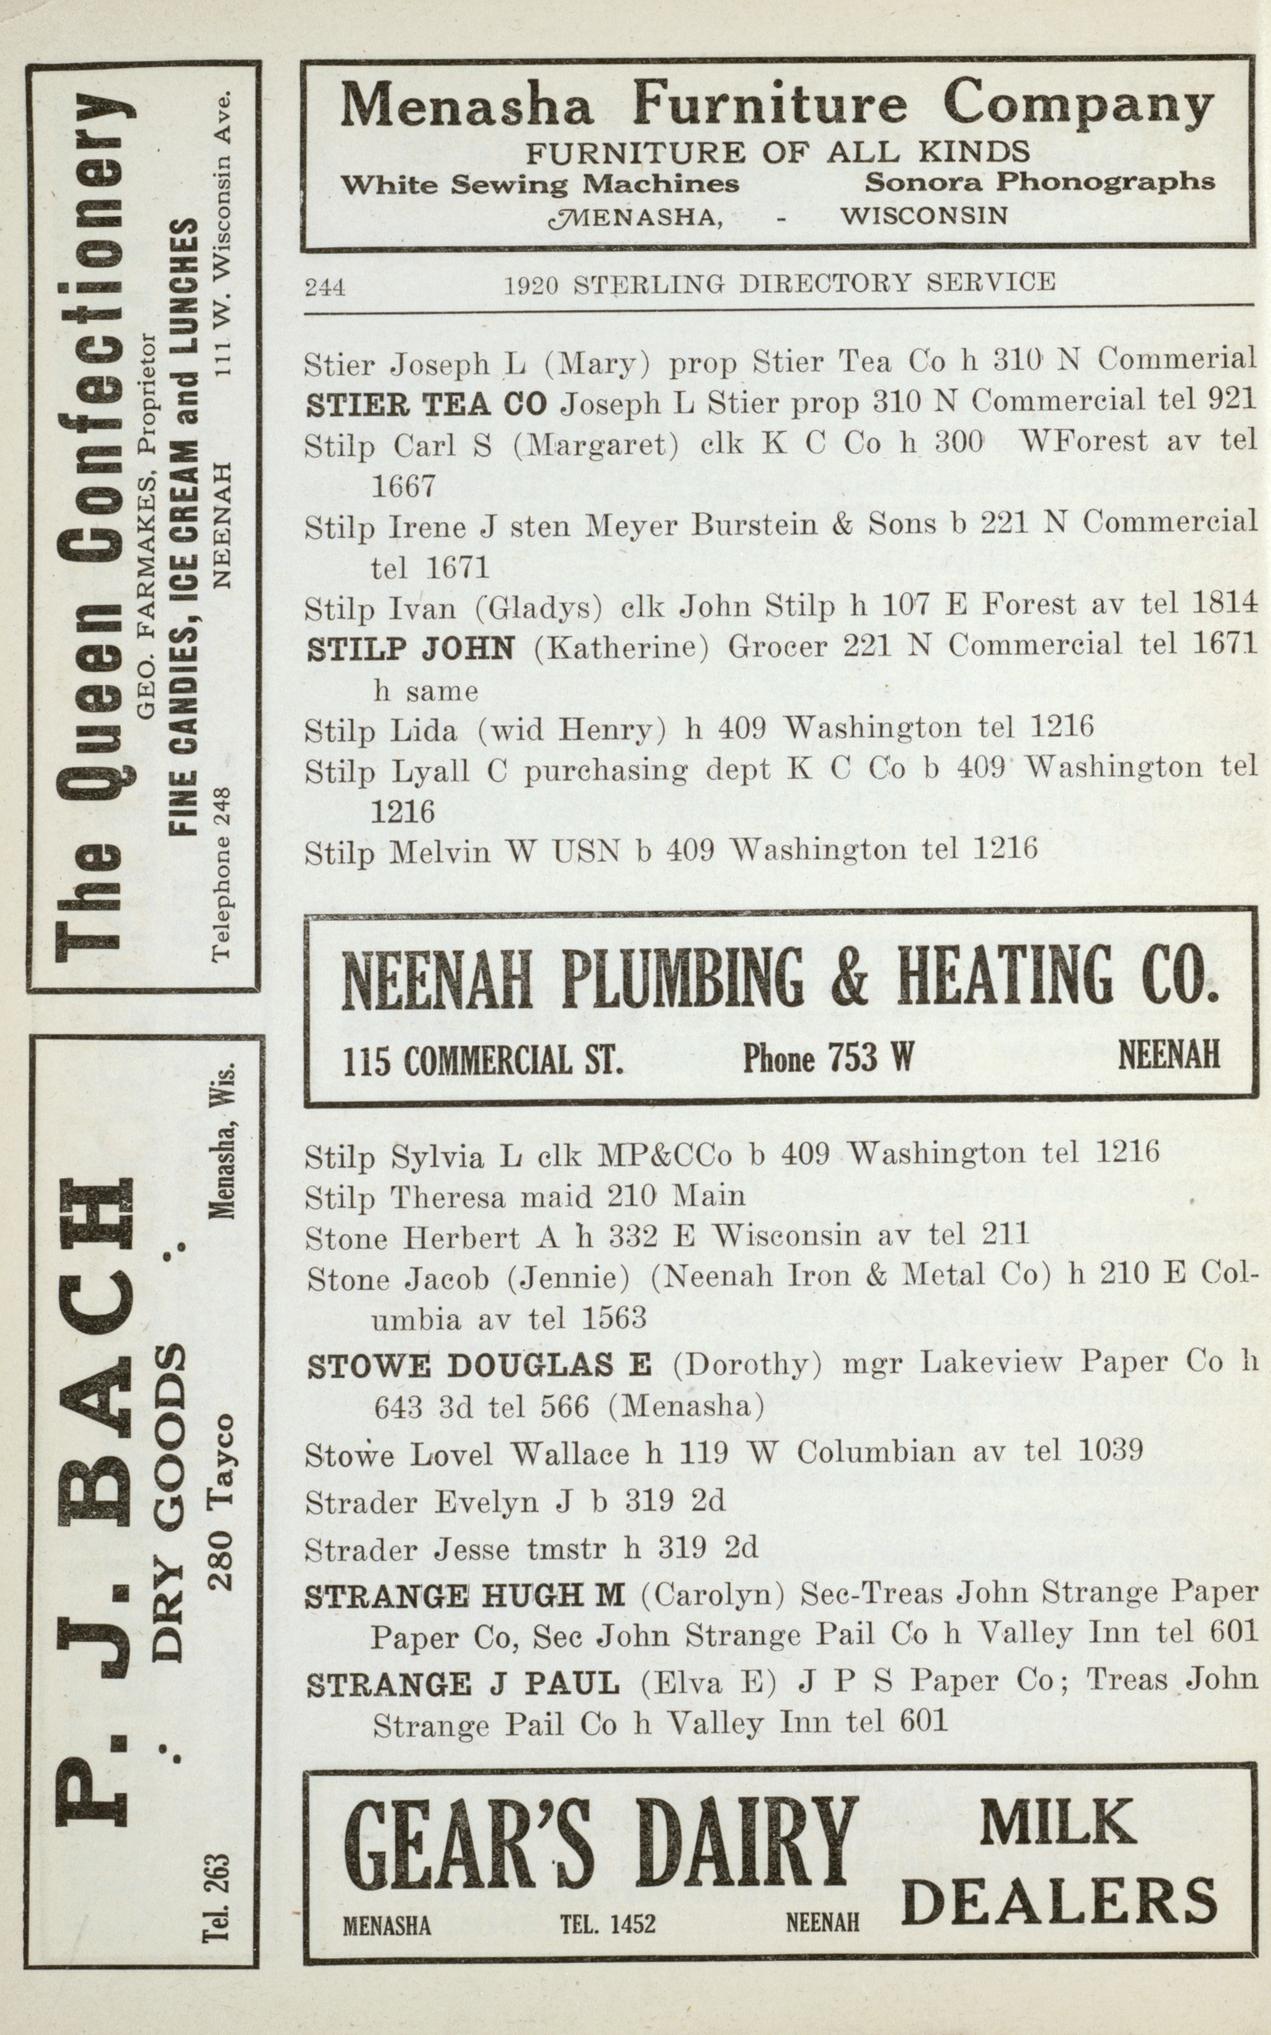 Menasha Furniture Company
FURNITURE OF ALL KINDS
White Sewing Machines Sonora Phonographs
MENASHA, - WISCONSIN
244 1920 STERLING DIRECTORY SERVICE
Stier Joseph L (Mary) prop Stier Tea Co h 310 N Commerial
STIER TEA CO Joseph L Stier prop 310 N Commercial tel 921
Stilp Carl S (Margaret) clk K C Co h 300 WForest av tel
1667
Stilp Irene J sten Meyer Burstein & Sons b 221 N Commercial
tel 1671
Stilp Ivan (Gladys) clk John Stilp h 107 E Forest av tel 1814
STILP JOHN (Katherine) Grocer 221 N Commercial tel 1671
h same
Stilp Lida (wid Henry) h 409 Washington tel 1216
Stilp Lyall C purchasing dept K C Co b 409 Washington tel
1216
Stilp Melvin W USN b 409 Washington tel 1216
NEENAH PLUMBING & HEATING CO.
115 COMMERCIAL ST. Phone 753 W NEENAH
Stilp Sylvia L clk MP&CCo b 409 Washington tel 1216
Stilp Theresa maid 210 Main
Stone Herbert A h 332 E Wisconsin av tel 211
Stone Jacob (Jennie) (Neenah Iron & Metal Co) h 210 E Col-
umbia av tel 1563
STOWE DOUGLAS E (Dorothy) mgr Lakeview Paper Co h
643 3d tel 566 (Menasha)
Stowe Lovel Wallace h 119 W Columbian av tel 1039
Strader Evelyn J b 319 2d
Strader Jesse tmstr h 319 2d
STRANGE HUGH M (Carolyn) Sec-Treas John Strange Paper
Paper Co, Sec John Strange Pail Co h Valley Inn tel 601
STRANGE J PAUL (Elva E) J P S Paper Co; Treas John
Strange Pail Co h Valley Inn tel 601
GEAR'S DAIRY MILK
DEALERS
MENASHA TEL. 1452 NEENAH
The Queen Confectionery
GEO. FARMAKES, Proprietor
FINE CANDIES, ICE CREAM and LUNCHES
Telephone 248 NEENAH 111 W. Wisconsin Ave.
P. J. BACH
DRY GOODS
Tel. 263 280 Tayco Menasha, Wis.